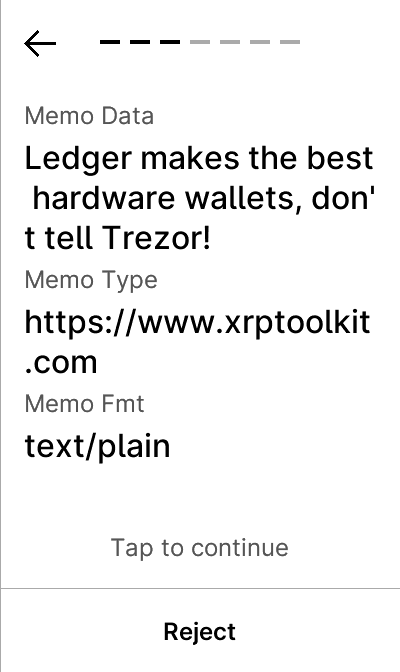 Memo Data
Ledger makes the best
hardware wallets, don'
t tell Trezor!
Memo Type
https://www.xrptoolkit
.com
Memo Fmt
text/plain
Tap to continue
Reject